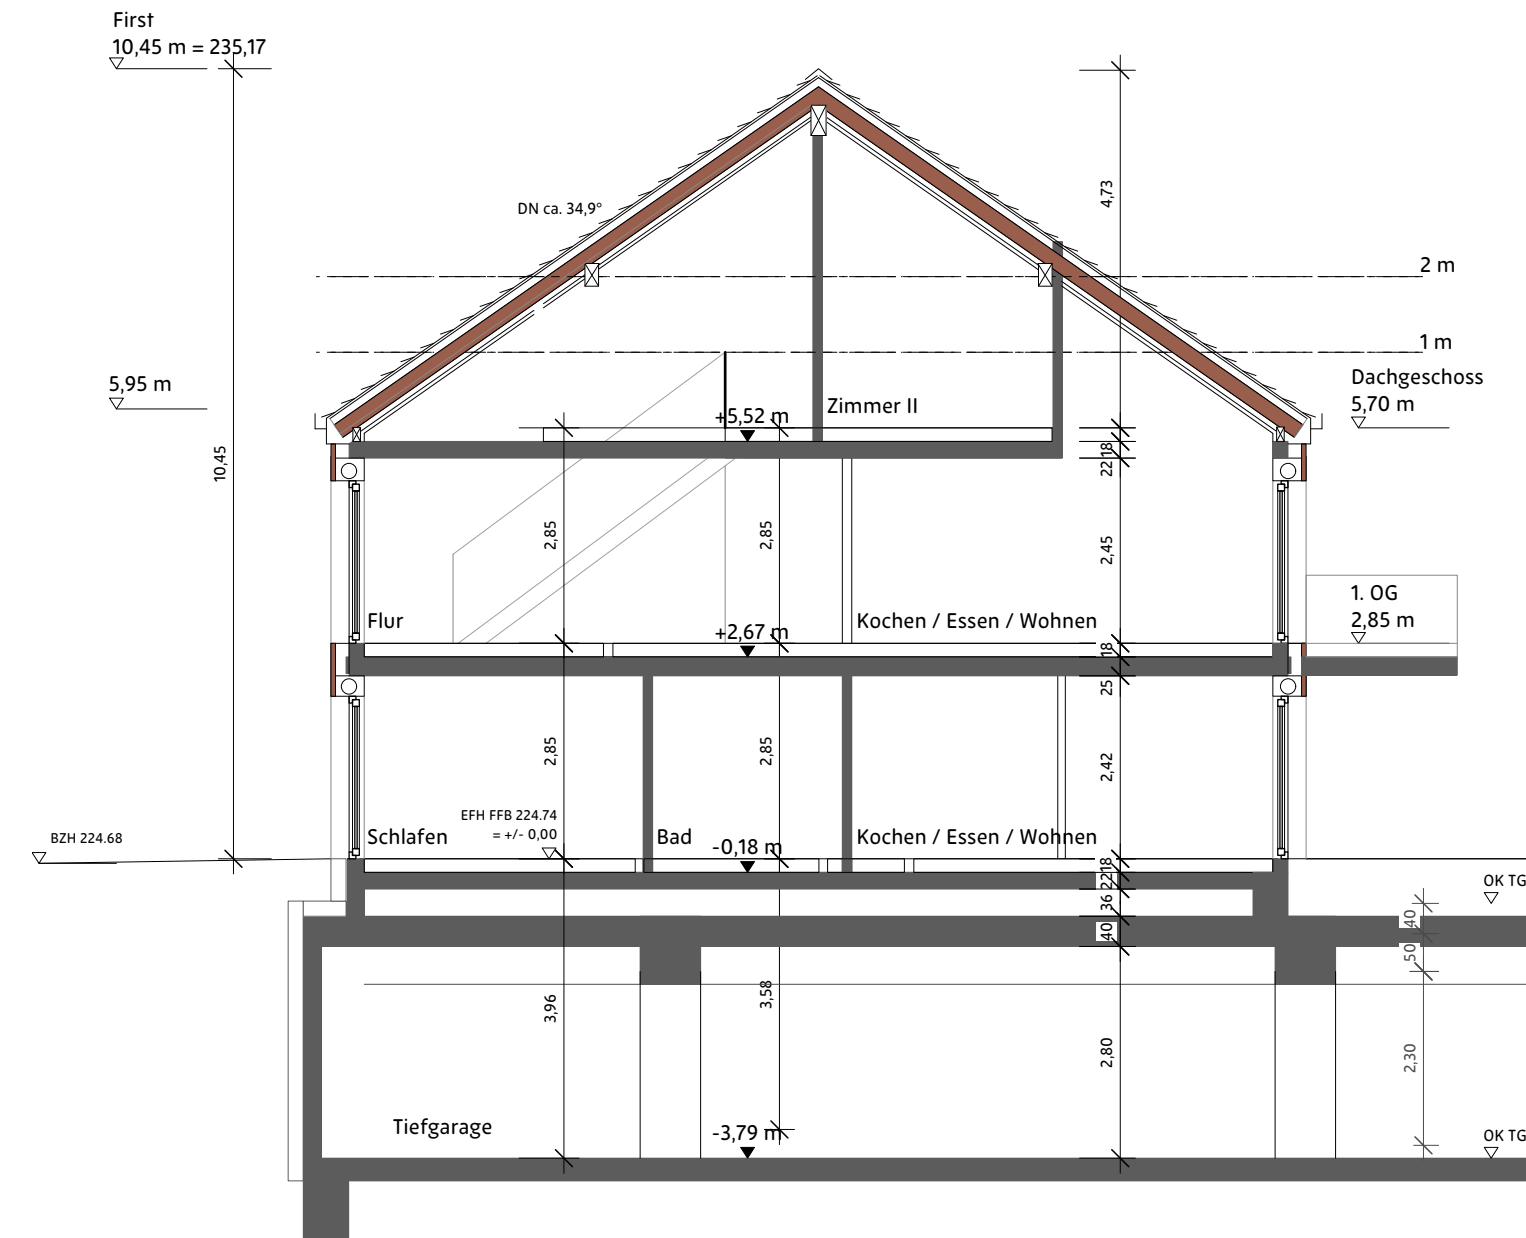 First
10,45 m = 235,17
DN ca. 34,9°
4,73
2 m
1 m
5,95 m
Dachgeschoss
5,70 m
+5,52 m
Zimmer II
10,45
18
22
2,85
2,85
2,45
1. OG
2,85 m
Flur
+2,67 m
Kochen / Essen / Wohnen
18
25
2,85
2,85
2,42
EFH FFB 224.74
= +/- 0,00
BZH 224.68
Schlafen
Bad
-0,18 m
Kochen / Essen / Wohnen
18
22
36
40
OK TG
40
50
3,96
3,58
2,80
2,30
Tiefgarage
-3,79 m
OK TG